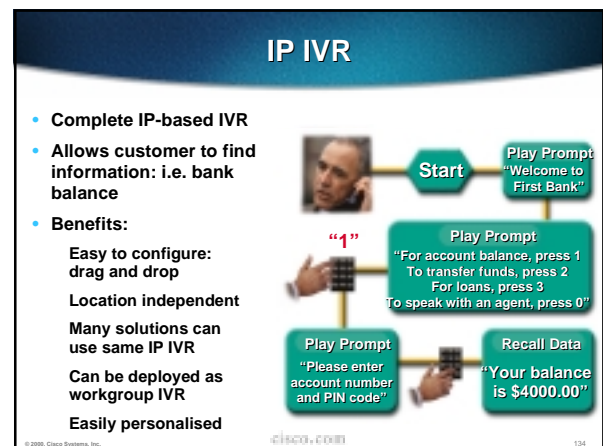 IP IVR
• Complete IP-based IVR
• Allows customer to find
information: i.e. bank
balance
• Benefits:
Easy to configure:
drag and drop
Location independent
Many solutions can
use same IP IVR
Can be deployed as
workgroup IVR
Easily personalised
Start
Play Prompt
“Welcome to
First Bank”
“1”
Play Prompt
“For account balance, press 1
To transfer funds, press 2
For loans, press 3
To speak with an agent, press 0”
Play Prompt
“Please enter
account number
and PIN code”
Recall Data
“Your balance
is $4000.00”
© 2000, Cisco Systems, Inc.
cisco.com
134